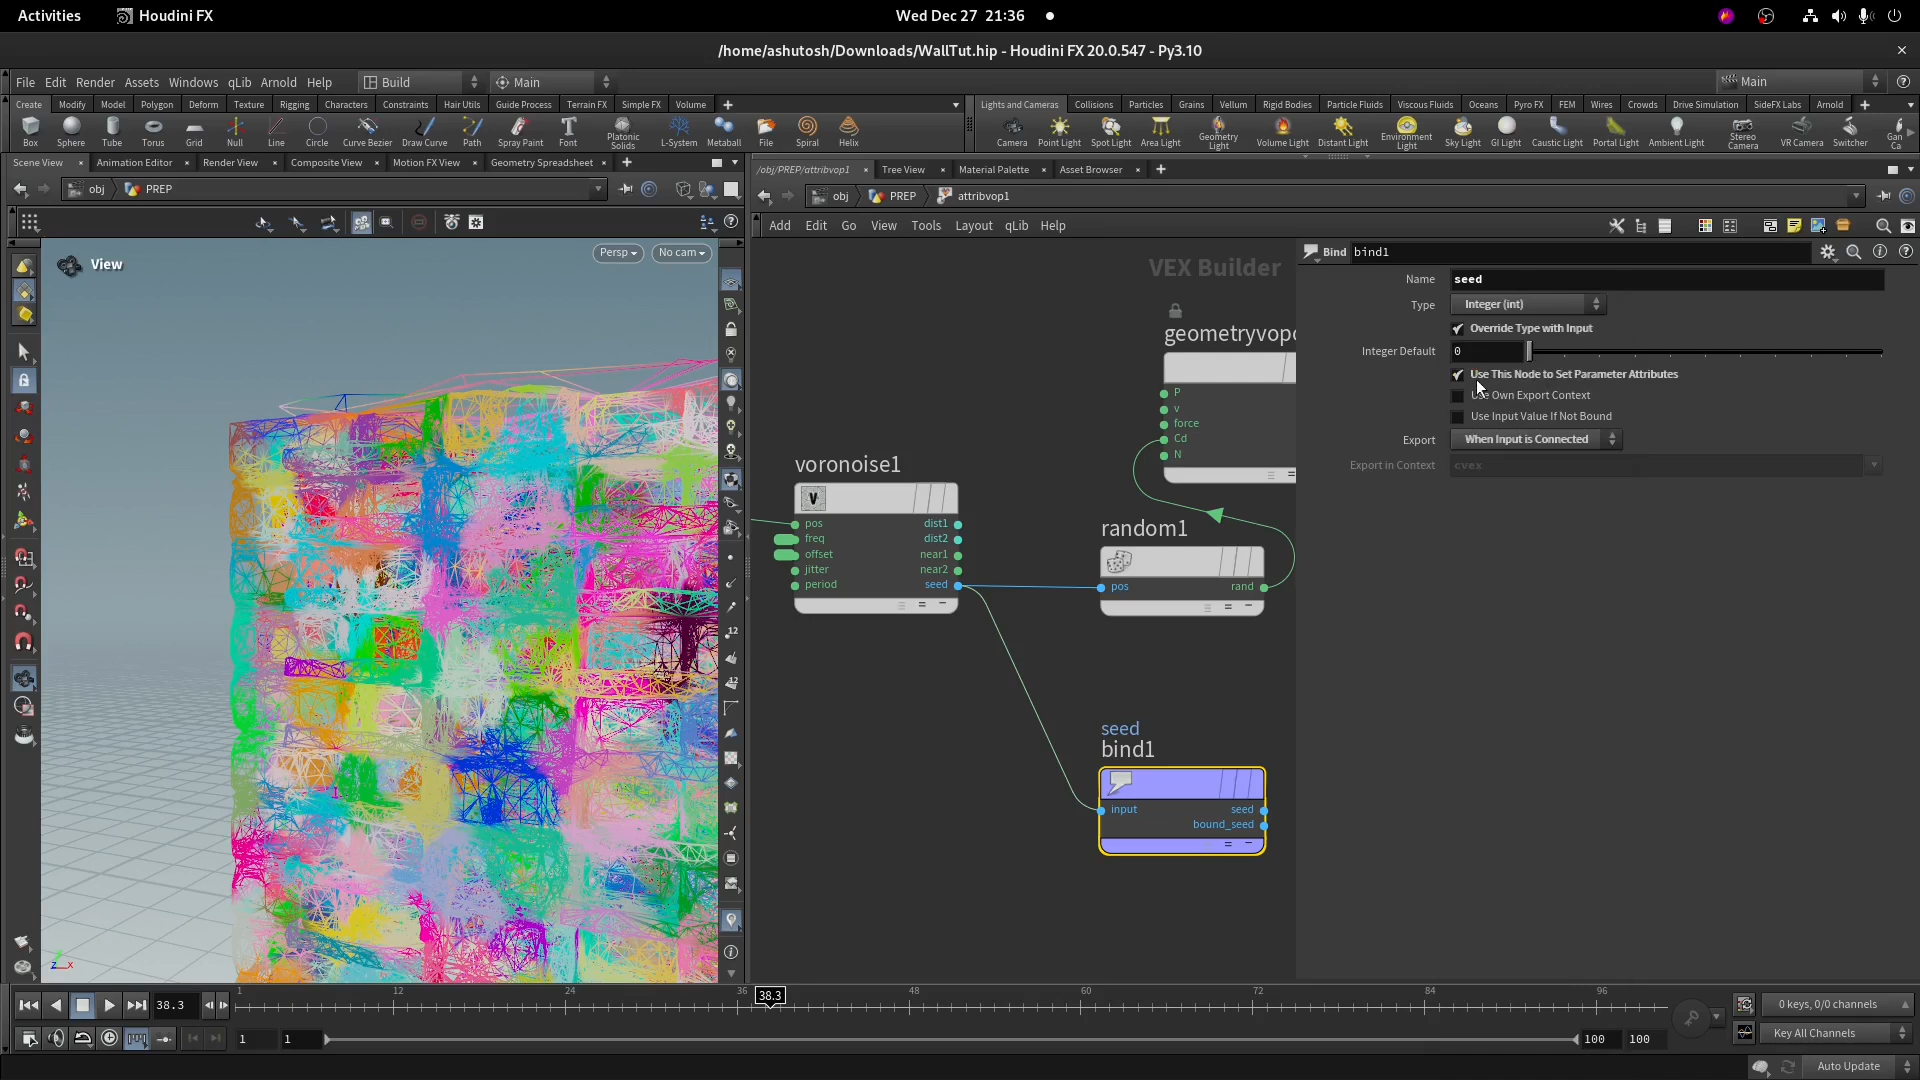 Activities
Houdini FX
Wed Dec 27 21:36
/home/ashutosh/Downloads/WallTut.hip - Houdini FX 20.0.547 - Py3.10
File Edit Render Assets Windows qLib Arnold Help
Build
Main
Main
Create Modify Model Polygon Deform Texture Rigging Characters Constraints Hair Utils Guide Process Terrain FX Simple FX Volume
Lights and Cameras Collisions Particles Grains Vellum Rigid Bodies Particle Fluids Viscous Fluids Oceans Pyro FX FEM Wires Crowds Drive Simulation SideFX Labs Arnold
Box Sphere Tube Torus Grid Null Line Circle Curve Bezier Draw Curve Path Spray Paint Font Platonic Solids L-System Metaball File Spiral Helix
Camera Point Light Spot Light Area Light Geometry Light Volume Light Distant Light Environment Light Sky Light GI Light Caustic Light Portal Light Ambient Light Stereo Camera VR Camera Switcher Gan Ca
Scene View Animation Editor Render View Composite View Motion FX View Geometry Spreadsheet
/obj/PREP/attribvop1 Tree View Material Palette Asset Browser
obj PREP
obj PREP attribvop1
Add Edit Go View Tools Layout qLib Help
View
Persp
No cam
VEX Builder
Bind bind1
Name seed
Type Integer (int)
Override Type with Input
Integer Default 0
Use This Node to Set Parameter Attributes
Use Own Export Context
Use Input Value If Not Bound
Export When Input is Connected
Export in Context cvex
geometryvopo
P
v
force
Cd
N
voronoise1
V
pos dist1
freq dist2
offset near1
jitter near2
period seed
random1
pos rand
seed
bind1
input seed
bound_seed
12
12
z x
38.3
1 12 24 36 38.3 48 60 72 84 96
1 1 100 100
0 keys, 0/0 channels
Key All Channels
Auto Update